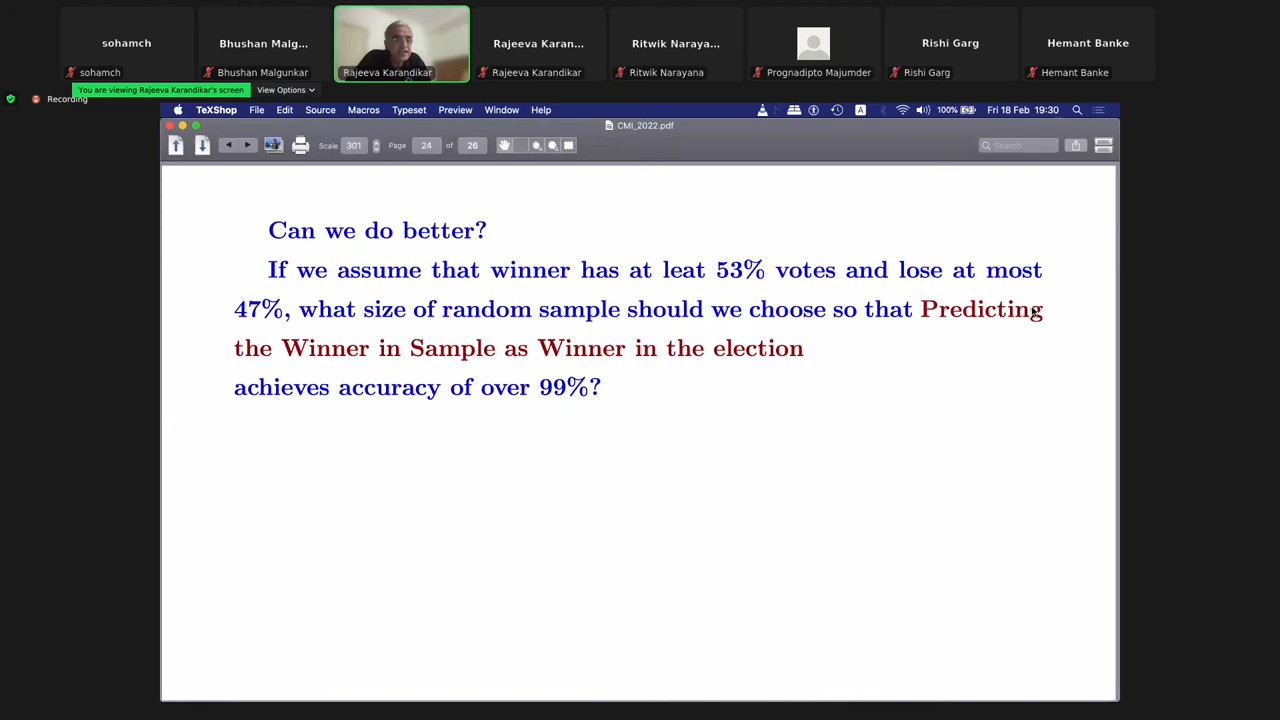 sohamch
Bhushan Malg...
Rajeeva Karan...
Ritwik Naraya...
Rishi Garg
Hemant Banke
sohamch
Bhushan Malgunkar
Rajeeva Karandikar
Rajeeva Karandikar
Ritwik Narayana
Prognadipto Majumder
Rishi Garg
Hemant Banke
You are viewing Rajeeva Karandikar's screen
View Options
Recording
TeXShop File Edit Source Macros Typeset Preview Window Help
A 100% Fri 18 Feb 19:30
CMI_2022.pdf
Scale 301 Page 24 of 26 Search
Can we do better?
If we assume that winner has at leat 53% votes and lose at most
47%, what size of random sample should we choose so that Predicting
the Winner in Sample as Winner in the election
achieves accuracy of over 99%?